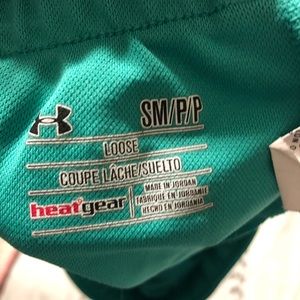 SM/P/P
LOOSE
COUPE LÂCHE/SUELTO
heatgear
MADE IN JORDAN
FABRIQUÉ EN JORDANIE
HECHO EN JORDANIA